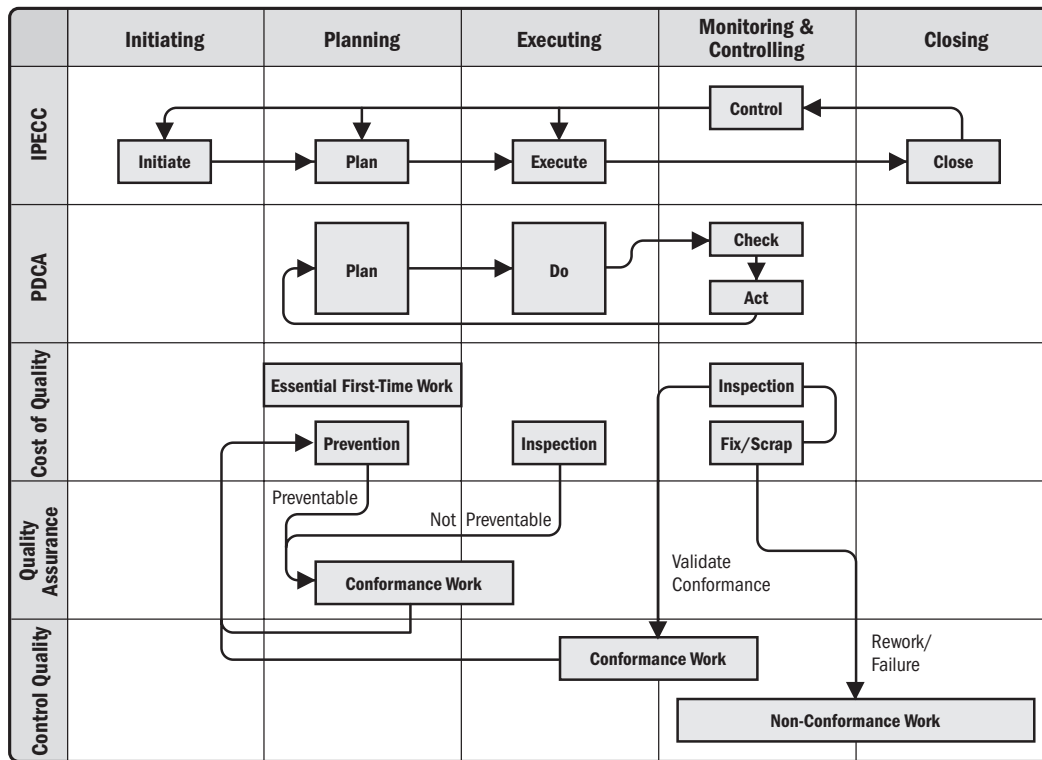 Initiating
Planning
Executing
Monitoring &
Controlling
Closing
IPECC
Control
Initiate
Plan
Execute
Close
PDCA
Plan
Do
Check
Act
Cost of Quality
Essential First-Time Work
Inspection
Prevention
Inspection
Fix/Scrap
Quality
Assurance
Preventable
Not Preventable
Conformance Work
Validate
Conformance
Control Quality
Conformance Work
Rework/
Failure
Non-Conformance Work